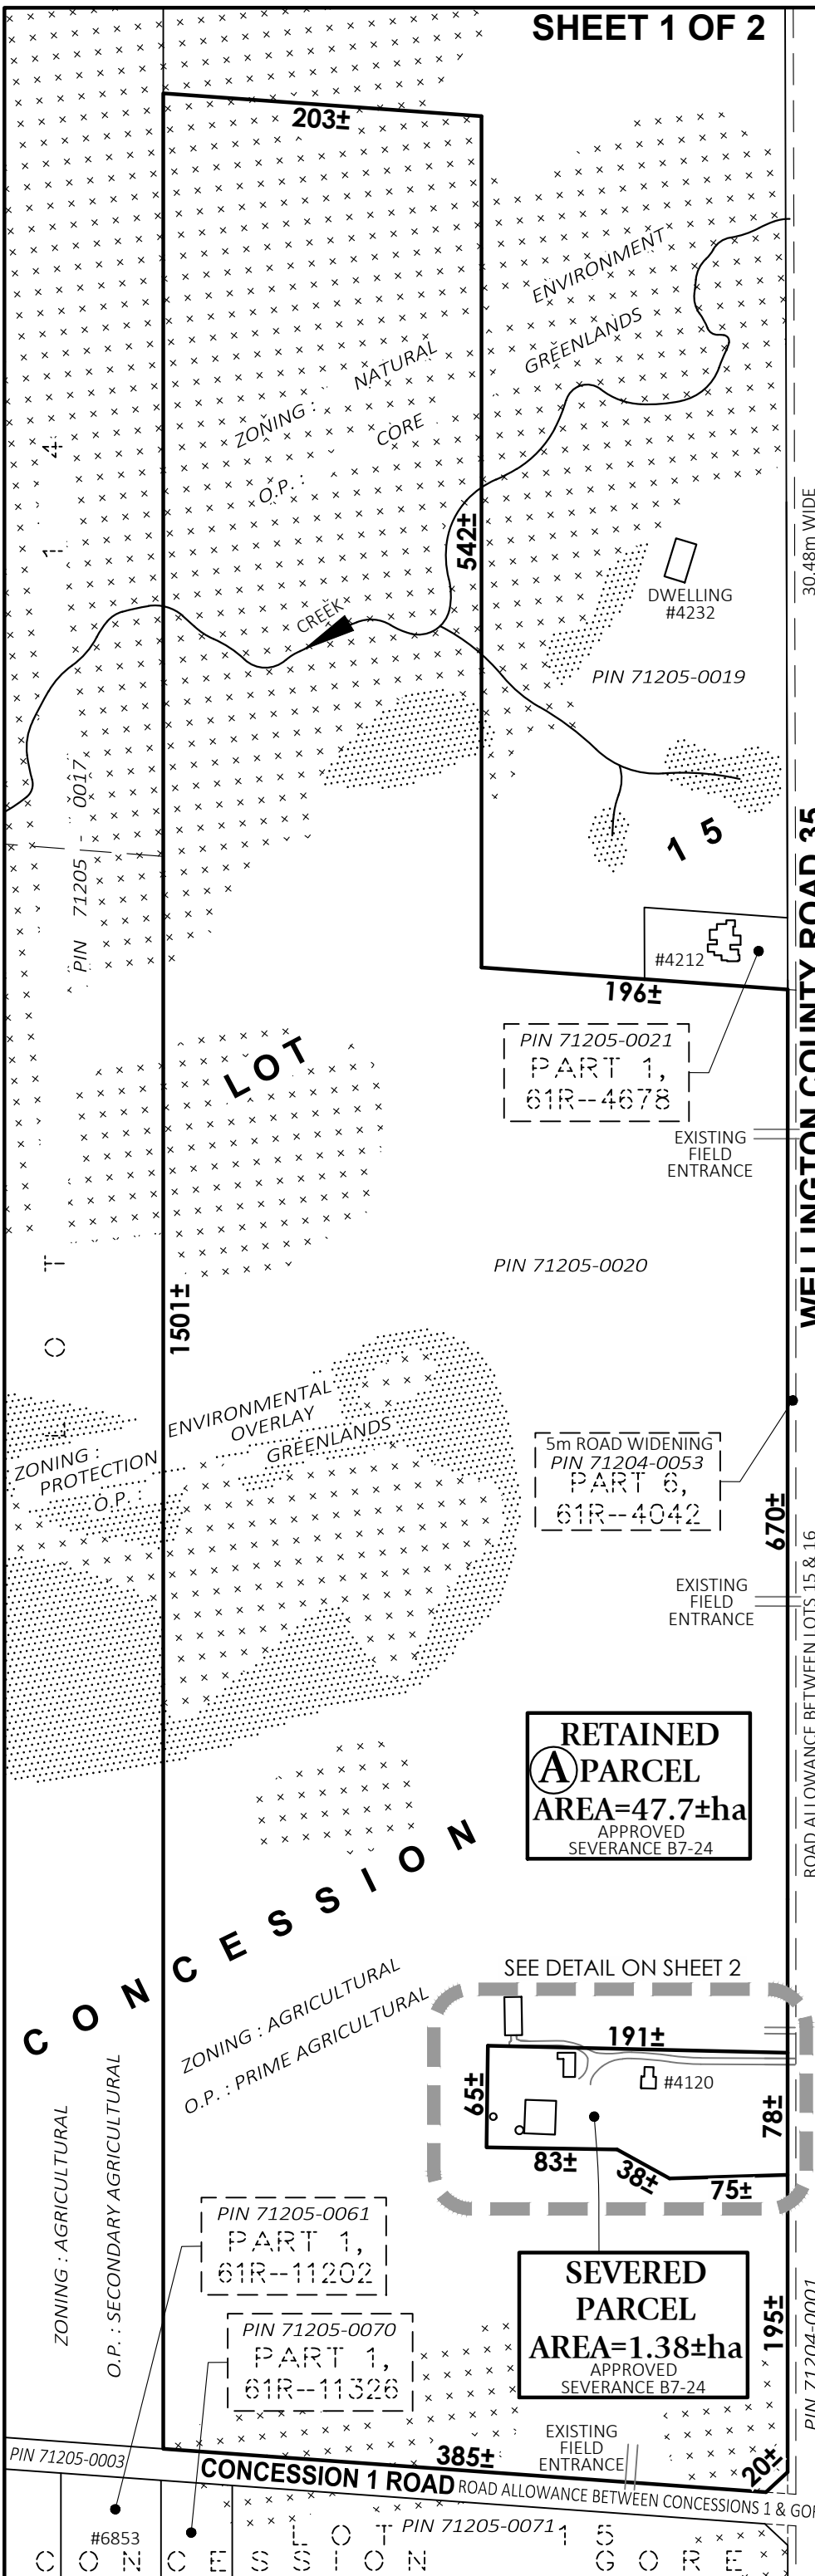 SHEET 1 OF 2
203±
ENVIRONMENT
GREENLANDS
NATURAL
ZONING :
CORE
O.P. :
1 4
542±
30.48m WIDE
CREEK
DWELLING
#4232
PIN 71205-0019
PIN 71205 - 0017
1 5
WELLINGTON COUNTY ROAD 35
#4212
196±
PIN 71205-0021
PART 1,
61R--4678
LOT
EXISTING
FIELD
ENTRANCE
PIN 71205-0020
L O T
1501±
ENVIRONMENTAL
OVERLAY
GREENLANDS
ZONING :
PROTECTION
O.P. :
5m ROAD WIDENING
PIN 71204-0053
PART 6,
61R--4042
670±
EXISTING
FIELD
ENTRANCE
ROAD ALLOWANCE BETWEEN LOTS 15 & 16
RETAINED
A PARCEL
AREA=47.7±ha
APPROVED
SEVERANCE B7-24
CONCESSION
SEE DETAIL ON SHEET 2
ZONING : AGRICULTURAL
O.P. : PRIME AGRICULTURAL
191±
65±
#4120
78±
83±
38±
75±
ZONING : AGRICULTURAL
O.P. : SECONDARY AGRICULTURAL
PIN 71205-0061
PART 1,
61R--11202
PIN 71205-0070
PART 1,
61R--11326
SEVERED
PARCEL
AREA=1.38±ha
APPROVED
SEVERANCE B7-24
195±
PIN 71204-0001
EXISTING
FIELD
ENTRANCE
385±
20±
PIN 71205-0003
CONCESSION 1 ROAD ROAD ALLOWANCE BETWEEN CONCESSIONS 1 &
#6853
LOT PIN 71205-0071 15
CONCESSION GORE